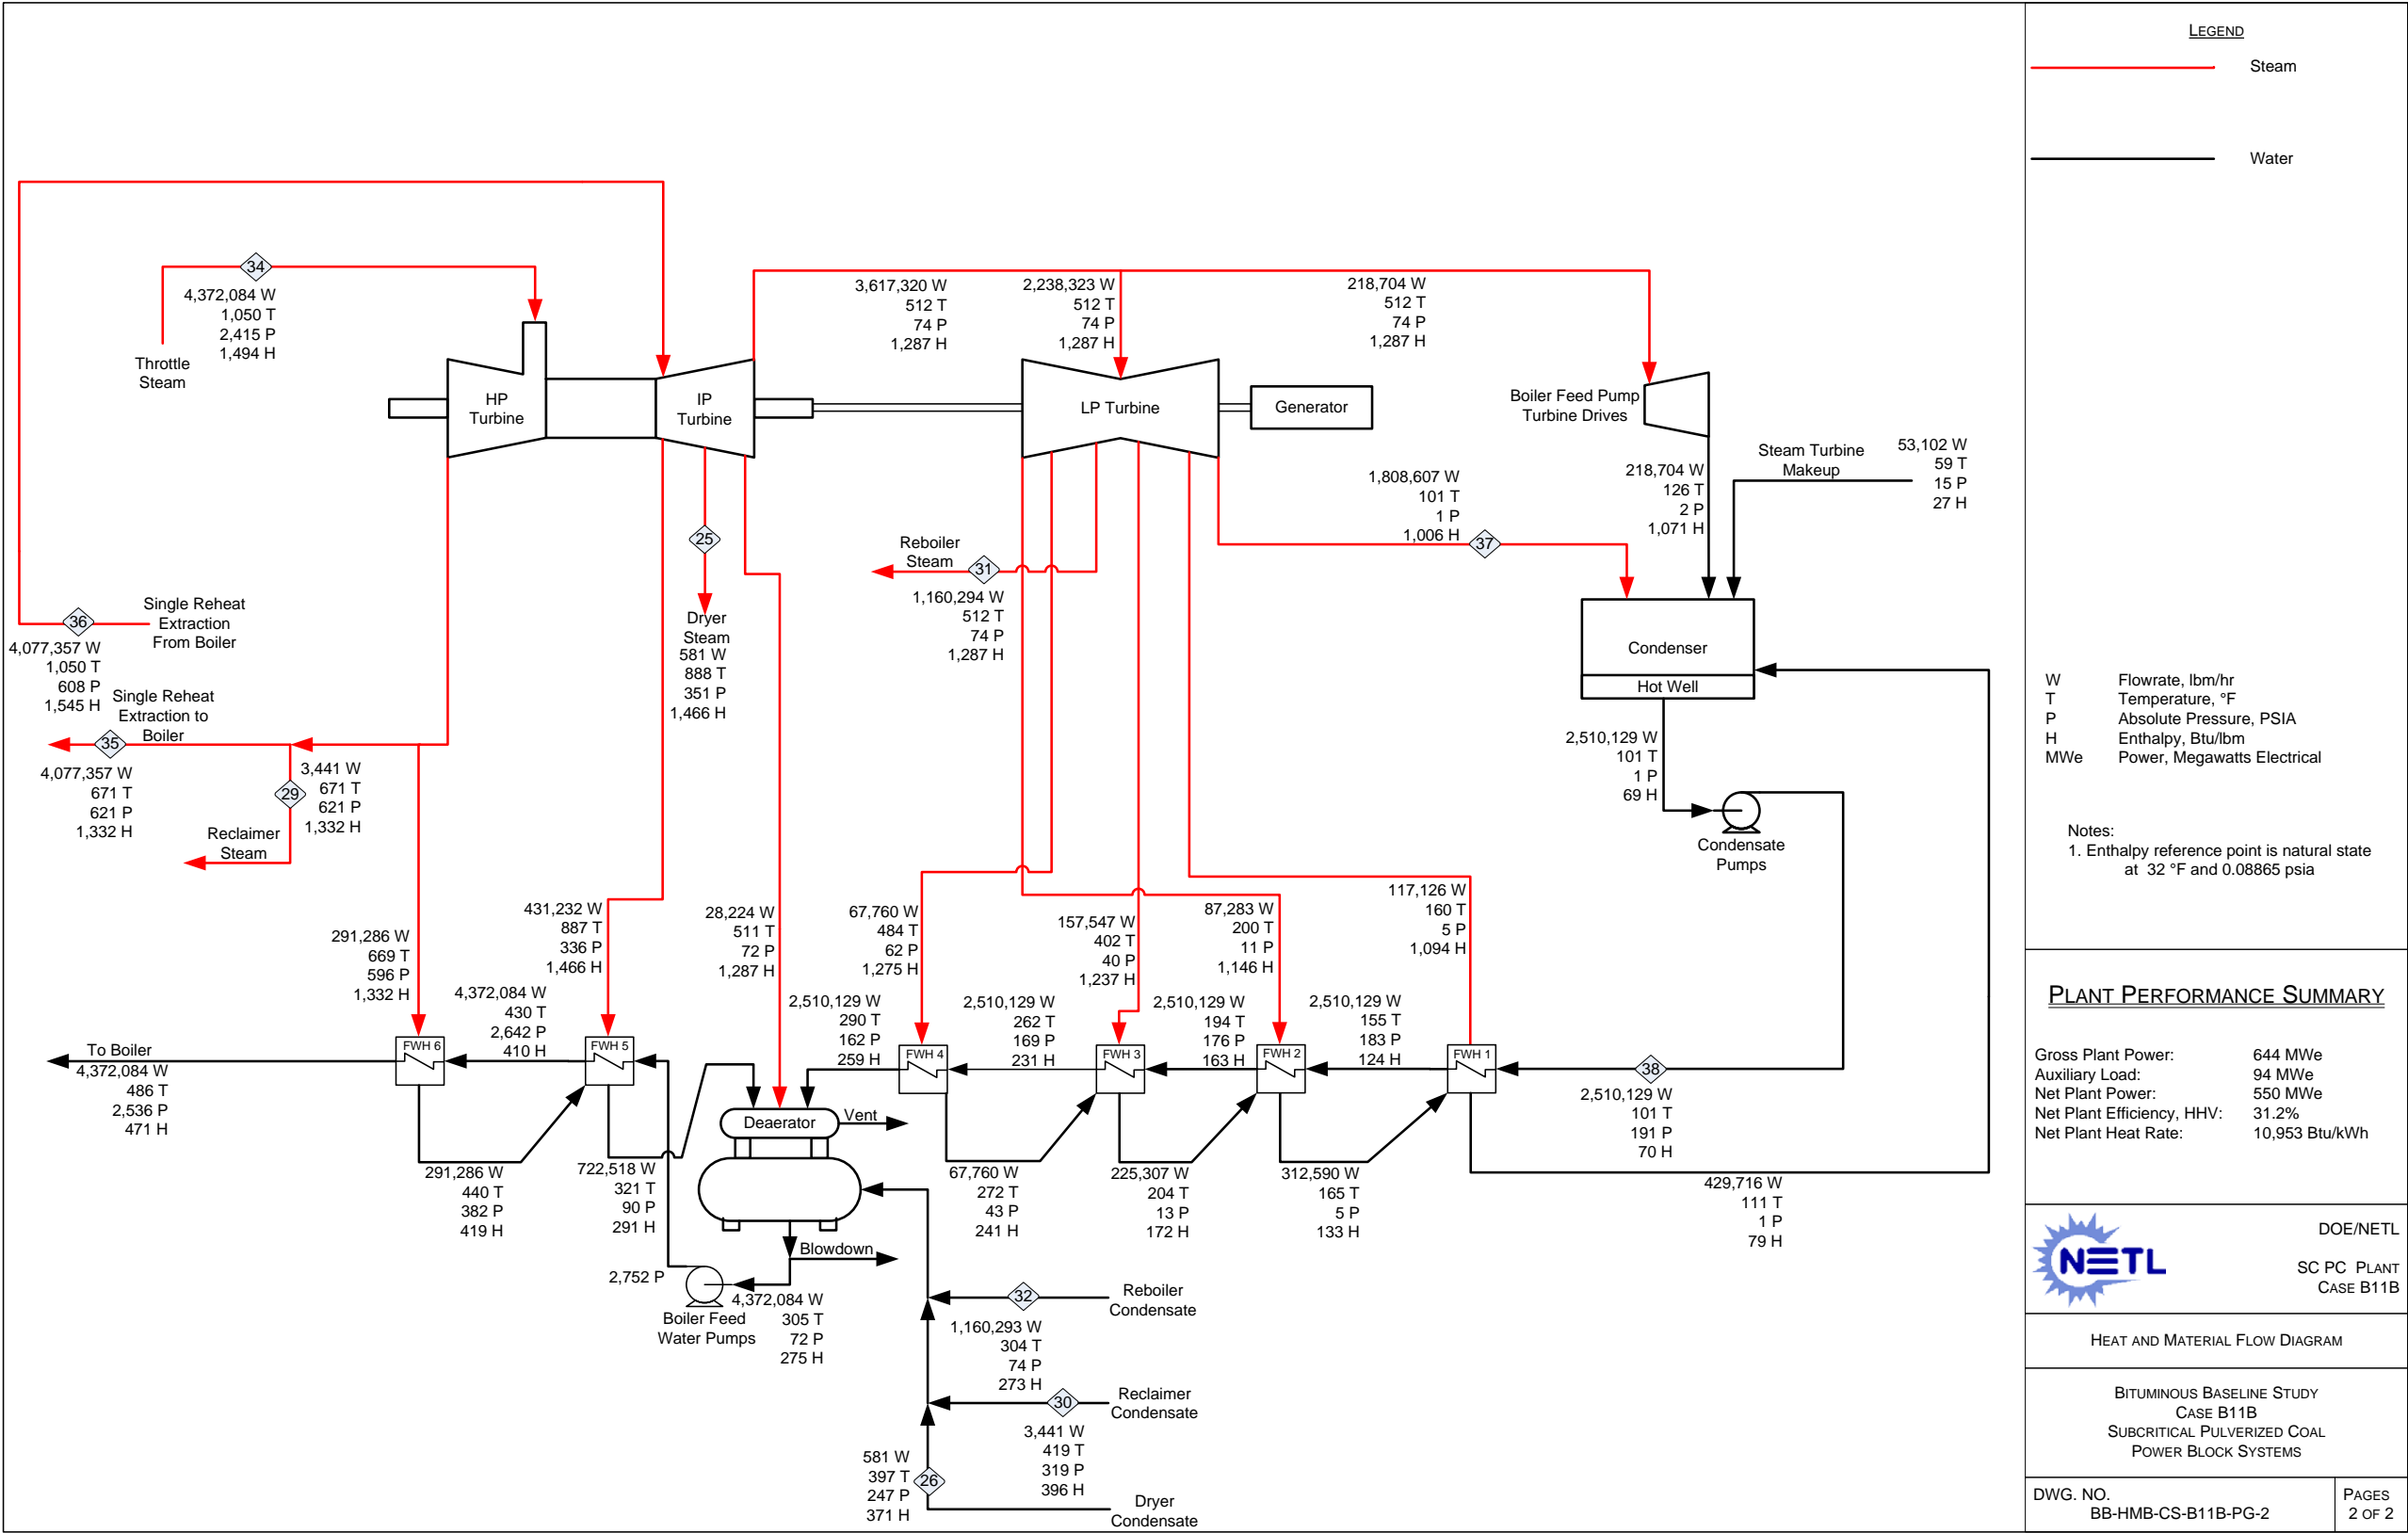 LEGEND
Steam
Water
34
4,372,084 W
1,050 T
2,415 P
1,494 H
Throttle
Steam
3,617,320 W
512 T
74 P
1,287 H
2,238,323 W
512 T
74 P
1,287 H
218,704 W
512 T
74 P
1,287 H
HP
Turbine
IP
Turbine
LP Turbine
Generator
Boiler Feed Pump
Turbine Drives
Steam Turbine
Makeup
53,102 W
59 T
15 P
27 H
218,704 W
126 T
2 P
1,071 H
1,808,607 W
101 T
1 P
1,006 H
37
25
Dryer
Steam
581 W
888 T
351 P
1,466 H
Reboiler
Steam
31
1,160,294 W
512 T
74 P
1,287 H
Single Reheat
Extraction
From Boiler
36
4,077,357 W
1,050 T
608 P
1,545 H
Single Reheat
Extraction to
Boiler
35
4,077,357 W
671 T
621 P
1,332 H
29
3,441 W
671 T
621 P
1,332 H
Reclaimer
Steam
Condenser
Hot Well
2,510,129 W
101 T
1 P
69 H
Condensate
Pumps
291,286 W
669 T
596 P
1,332 H
431,232 W
887 T
336 P
1,466 H
28,224 W
511 T
72 P
1,287 H
67,760 W
484 T
62 P
1,275 H
157,547 W
402 T
40 P
1,237 H
87,283 W
200 T
11 P
1,146 H
117,126 W
160 T
5 P
1,094 H
To Boiler
4,372,084 W
486 T
2,536 P
471 H
FWH 6
4,372,084 W
430 T
2,642 P
410 H
FWH 5
2,510,129 W
290 T
162 P
259 H
FWH 4
2,510,129 W
262 T
169 P
231 H
FWH 3
2,510,129 W
194 T
176 P
163 H
FWH 2
2,510,129 W
155 T
183 P
124 H
FWH 1
38
2,510,129 W
101 T
191 P
70 H
291,286 W
440 T
382 P
419 H
722,518 W
321 T
90 P
291 H
Deaerator
Vent
Blowdown
67,760 W
272 T
43 P
241 H
225,307 W
204 T
13 P
172 H
312,590 W
165 T
5 P
133 H
429,716 W
111 T
1 P
79 H
2,752 P
Boiler Feed
Water Pumps
4,372,084 W
305 T
72 P
275 H
32
Reboiler
Condensate
1,160,293 W
304 T
74 P
273 H
30
Reclaimer
Condensate
3,441 W
419 T
319 P
396 H
581 W
397 T
247 P
371 H
26
Dryer
Condensate
W Flowrate, lbm/hr
T Temperature, °F
P Absolute Pressure, PSIA
H Enthalpy, Btu/lbm
MWe Power, Megawatts Electrical
Notes:
1. Enthalpy reference point is natural state
at 32 °F and 0.08865 psia
PLANT PERFORMANCE SUMMARY
Gross Plant Power: 644 MWe
Auxiliary Load: 94 MWe
Net Plant Power: 550 MWe
Net Plant Efficiency, HHV: 31.2%
Net Plant Heat Rate: 10,953 Btu/kWh
NETL
DOE/NETL
SC PC PLANT
CASE B11B
HEAT AND MATERIAL FLOW DIAGRAM
BITUMINOUS BASELINE STUDY
CASE B11B
SUBCRITICAL PULVERIZED COAL
POWER BLOCK SYSTEMS
DWG. NO.
BB-HMB-CS-B11B-PG-2
PAGES
2 OF 2